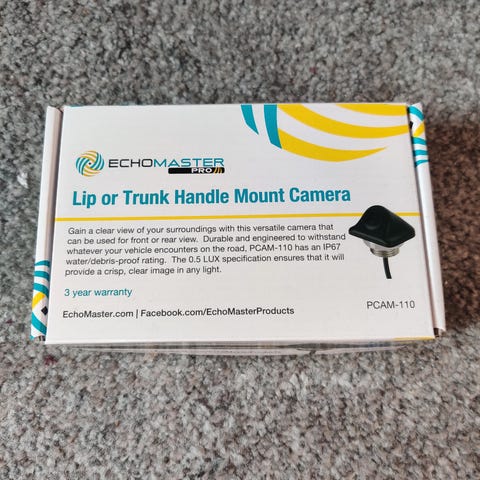 ECHOMASTER
PRO
Lip or Trunk Handle Mount Camera
Gain a clear view of your surroundings with this versatile camera that
can be used for front or rear view. Durable and engineered to withstand
whatever your vehicle encounters on the road, PCAM-110 has an IP67
water/debris-proof rating. The 0.5 LUX specification ensures that it will
provide a crisp, clear image in any light.
3 year warranty
EchoMaster.com | Facebook.com/EchoMasterProducts
PCAM-110